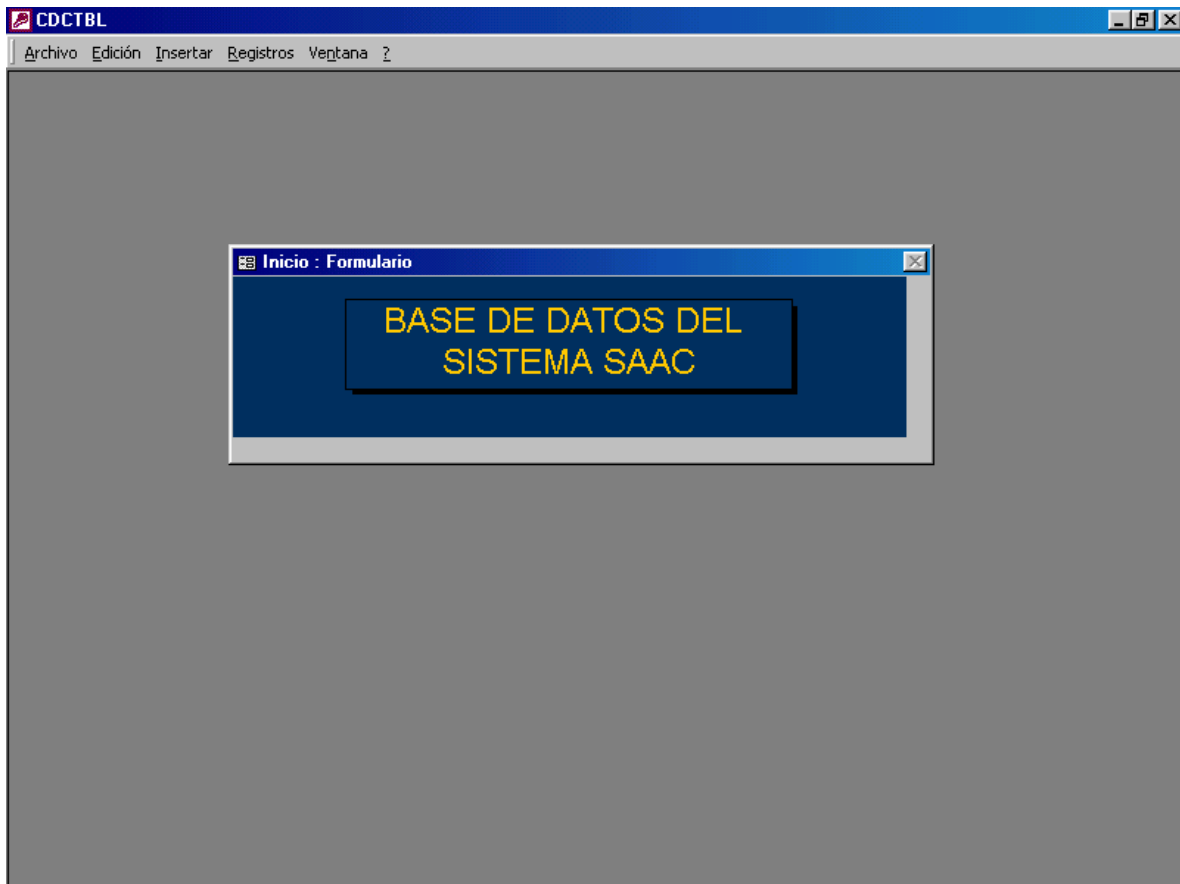 CDCTBL
Archivo Edición Insertar Registros Ventana ?
Inicio : Formulario
BASE DE DATOS DEL
SISTEMA SAAC